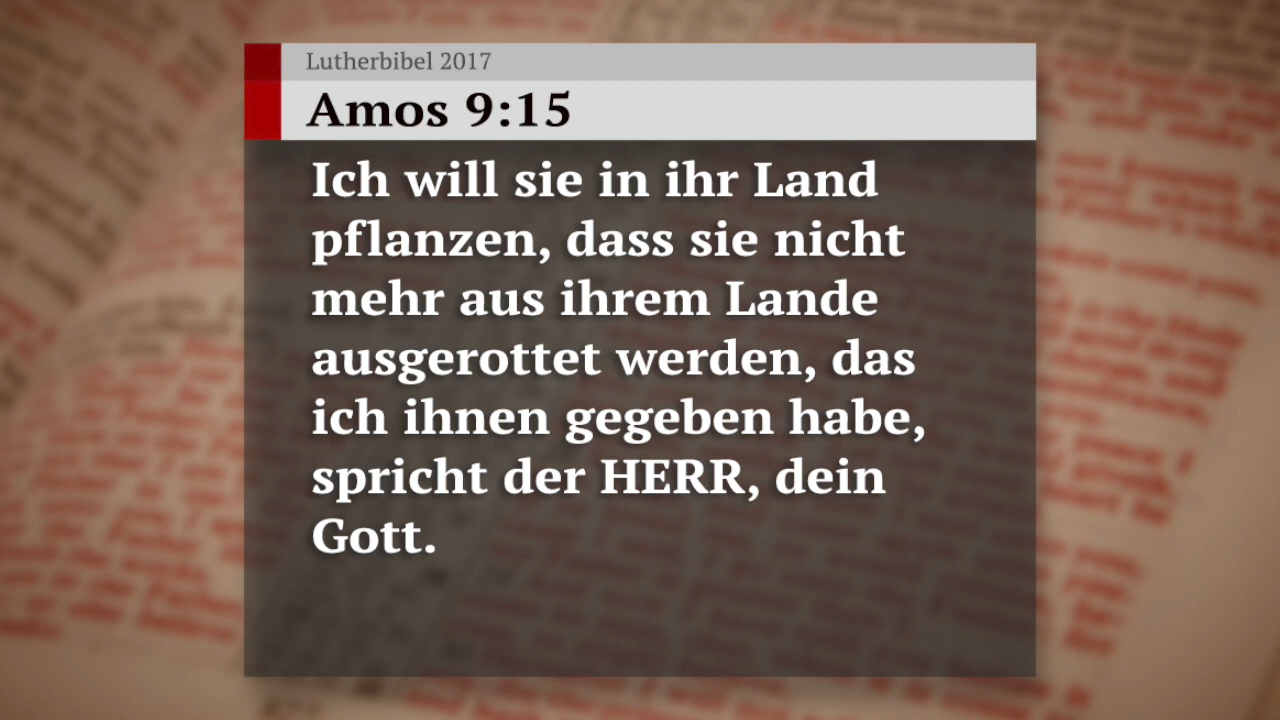 Lutherbibel 2017
Amos 9:15
Ich will sie in ihr Land
pflanzen, dass sie nicht
mehr aus ihrem Lande
ausgerottet werden, das
ich ihnen gegeben habe,
spricht der HERR, dein
Gott.